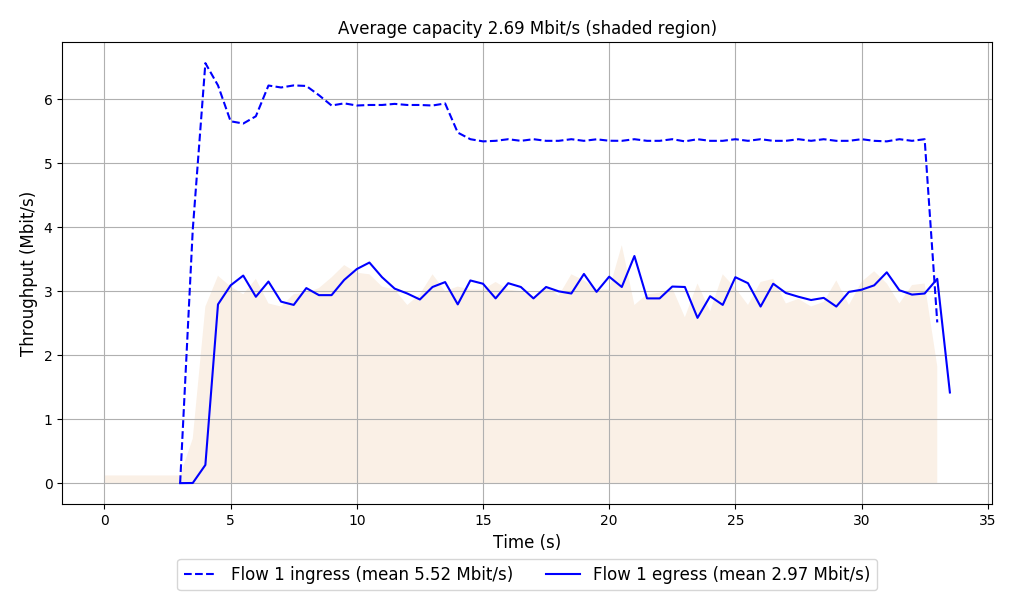 Average capacity 2.69 Mbit/s (shaded region)
Throughput (Mbit/s)
6
5
4
3
2
1
0
0 5 10 15 20 25 30 35
Time (s)
Flow 1 ingress (mean 5.52 Mbit/s) Flow 1 egress (mean 2.97 Mbit/s)